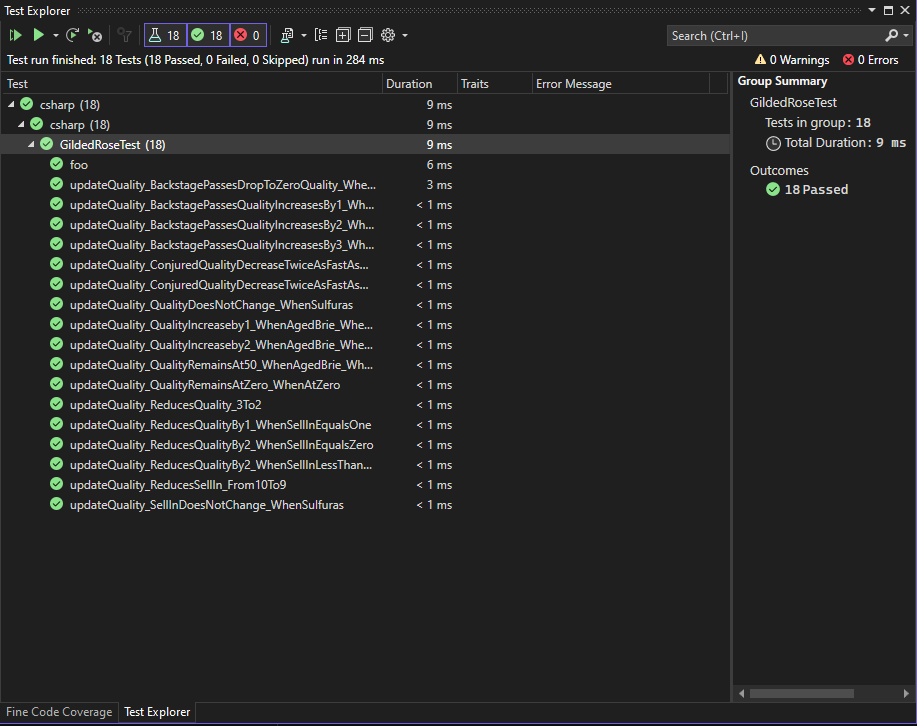 Test Explorer
18 18 0
Search (Ctrl+I)
Test run finished: 18 Tests (18 Passed, 0 Failed, 0 Skipped) run in 284 ms
0 Warnings 0 Errors
Test Duration Traits Error Message
csharp (18) 9 ms
csharp (18) 9 ms
GildedRoseTest (18) 9 ms
foo 6 ms
updateQuality_BackstagePassesDropToZeroQuality_Whe... 3 ms
updateQuality_BackstagePassesQualityIncreasesBy1_Wh... < 1 ms
updateQuality_BackstagePassesQualityIncreasesBy2_Wh... < 1 ms
updateQuality_BackstagePassesQualityIncreasesBy3_Wh... < 1 ms
updateQuality_ConjuredQualityDecreaseTwiceAsFastAs... < 1 ms
updateQuality_ConjuredQualityDecreaseTwiceAsFastAs... < 1 ms
updateQuality_QualityDoesNotChange_WhenSulfuras < 1 ms
updateQuality_QualityIncreaseby1_WhenAgedBrie_Whe... < 1 ms
updateQuality_QualityIncreaseby2_WhenAgedBrie_Whe... < 1 ms
updateQuality_QualityRemainsAt50_WhenAgedBrie_Wh... < 1 ms
updateQuality_QualityRemainsAtZero_WhenAtZero < 1 ms
updateQuality_ReducesQuality_3To2 < 1 ms
updateQuality_ReducesQualityBy1_WhenSellInEqualsOne < 1 ms
updateQuality_ReducesQualityBy2_WhenSellInEqualsZero < 1 ms
updateQuality_ReducesQualityBy2_WhenSellInLessThan... < 1 ms
updateQuality_ReducesSellIn_From10To9 < 1 ms
updateQuality_SellInDoesNotChange_WhenSulfuras < 1 ms
Group Summary
GildedRoseTest
Tests in group: 18
Total Duration: 9 ms
Outcomes
18 Passed
Fine Code Coverage Test Explorer